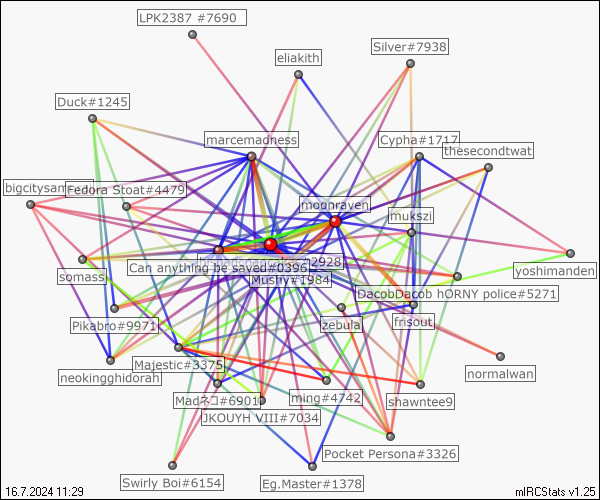 LPK2387 #7690
Silver#7938
eliakith
Duck#1245
marcemadness
Cypha#1717
thesecondtwat
bigcitysam
Fedora Stoat#4479
moonraven
mukszi
2928
Can anything be saved#0396
yoshimanden
somass
Mushy#1984
DacobDacob hORNY police#5271
Pikabro#9971
zebula
frisout
Majestic#3375
normalwan
neokingghidorah
Madネコ#6901
ming#4742
shawntee9
JKOUYH VIII#7034
Pocket Persona#3326
Swirly Boi#6154
Eg.Master#1378
16.7.2024 11:29
mIRCStats v1.25